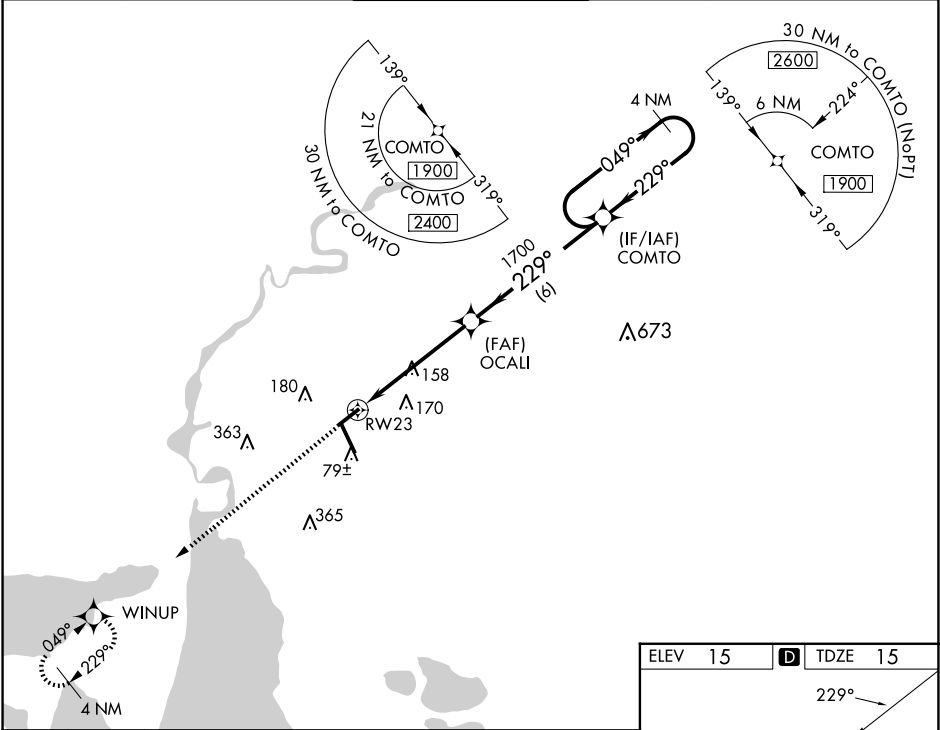 139°
COMTO
1900
21 NM to COMTO
2400
30 NM to COMTO
319°
4 NM
049°
229°
(IF/IAF)
COMTO
30 NM to COMTO (NoPT)
2600
139°
6 NM
224°
COMTO
1900
319°
1700
229°
(6)
(FAF)
OCALI
673
158
180
170
RW23
363
79±
365
WINUP
049°
229°
4 NM
ELEV 15 D TDZE 15
229°